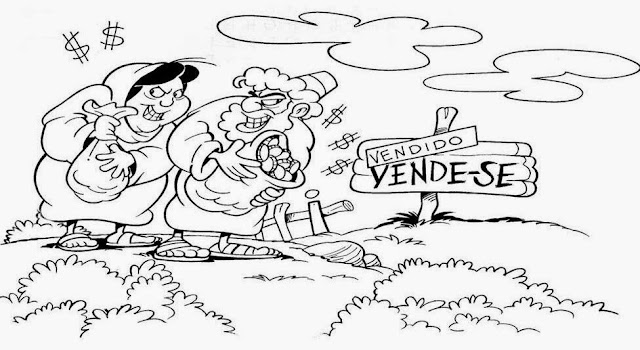 $ $
$
$
$
VENDIDO
VENDE-SE